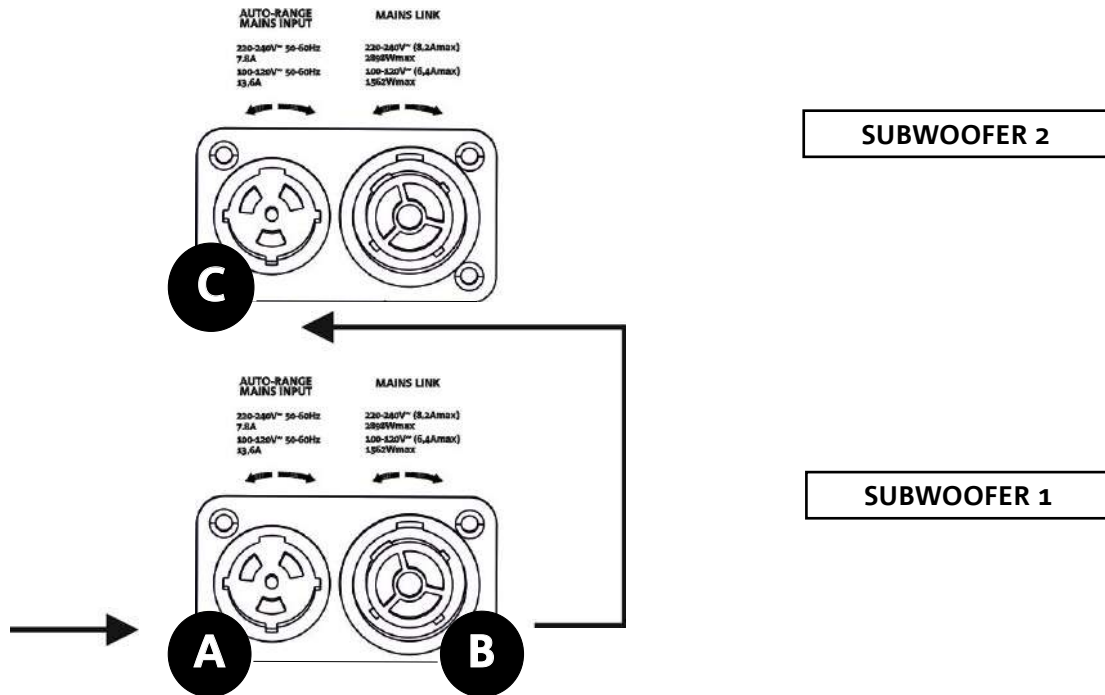 AUTO-RANGE
MAINS INPUT
220-240V~ 50-60Hz
7.8A
100-120V~ 50-60Hz
13,6A
MAINS LINK
220-240V~ (8,2Amax)
2898Wmax
100-120V~ (6,4Amax)
1562Wmax
SUBWOOFER 2
C
AUTO-RANGE
MAINS INPUT
220-240V~ 50-60Hz
7.8A
100-120V~ 50-60Hz
13,6A
MAINS LINK
220-240V~ (8,2Amax)
2898Wmax
100-120V~ (6,4Amax)
1562Wmax
SUBWOOFER 1
A
B